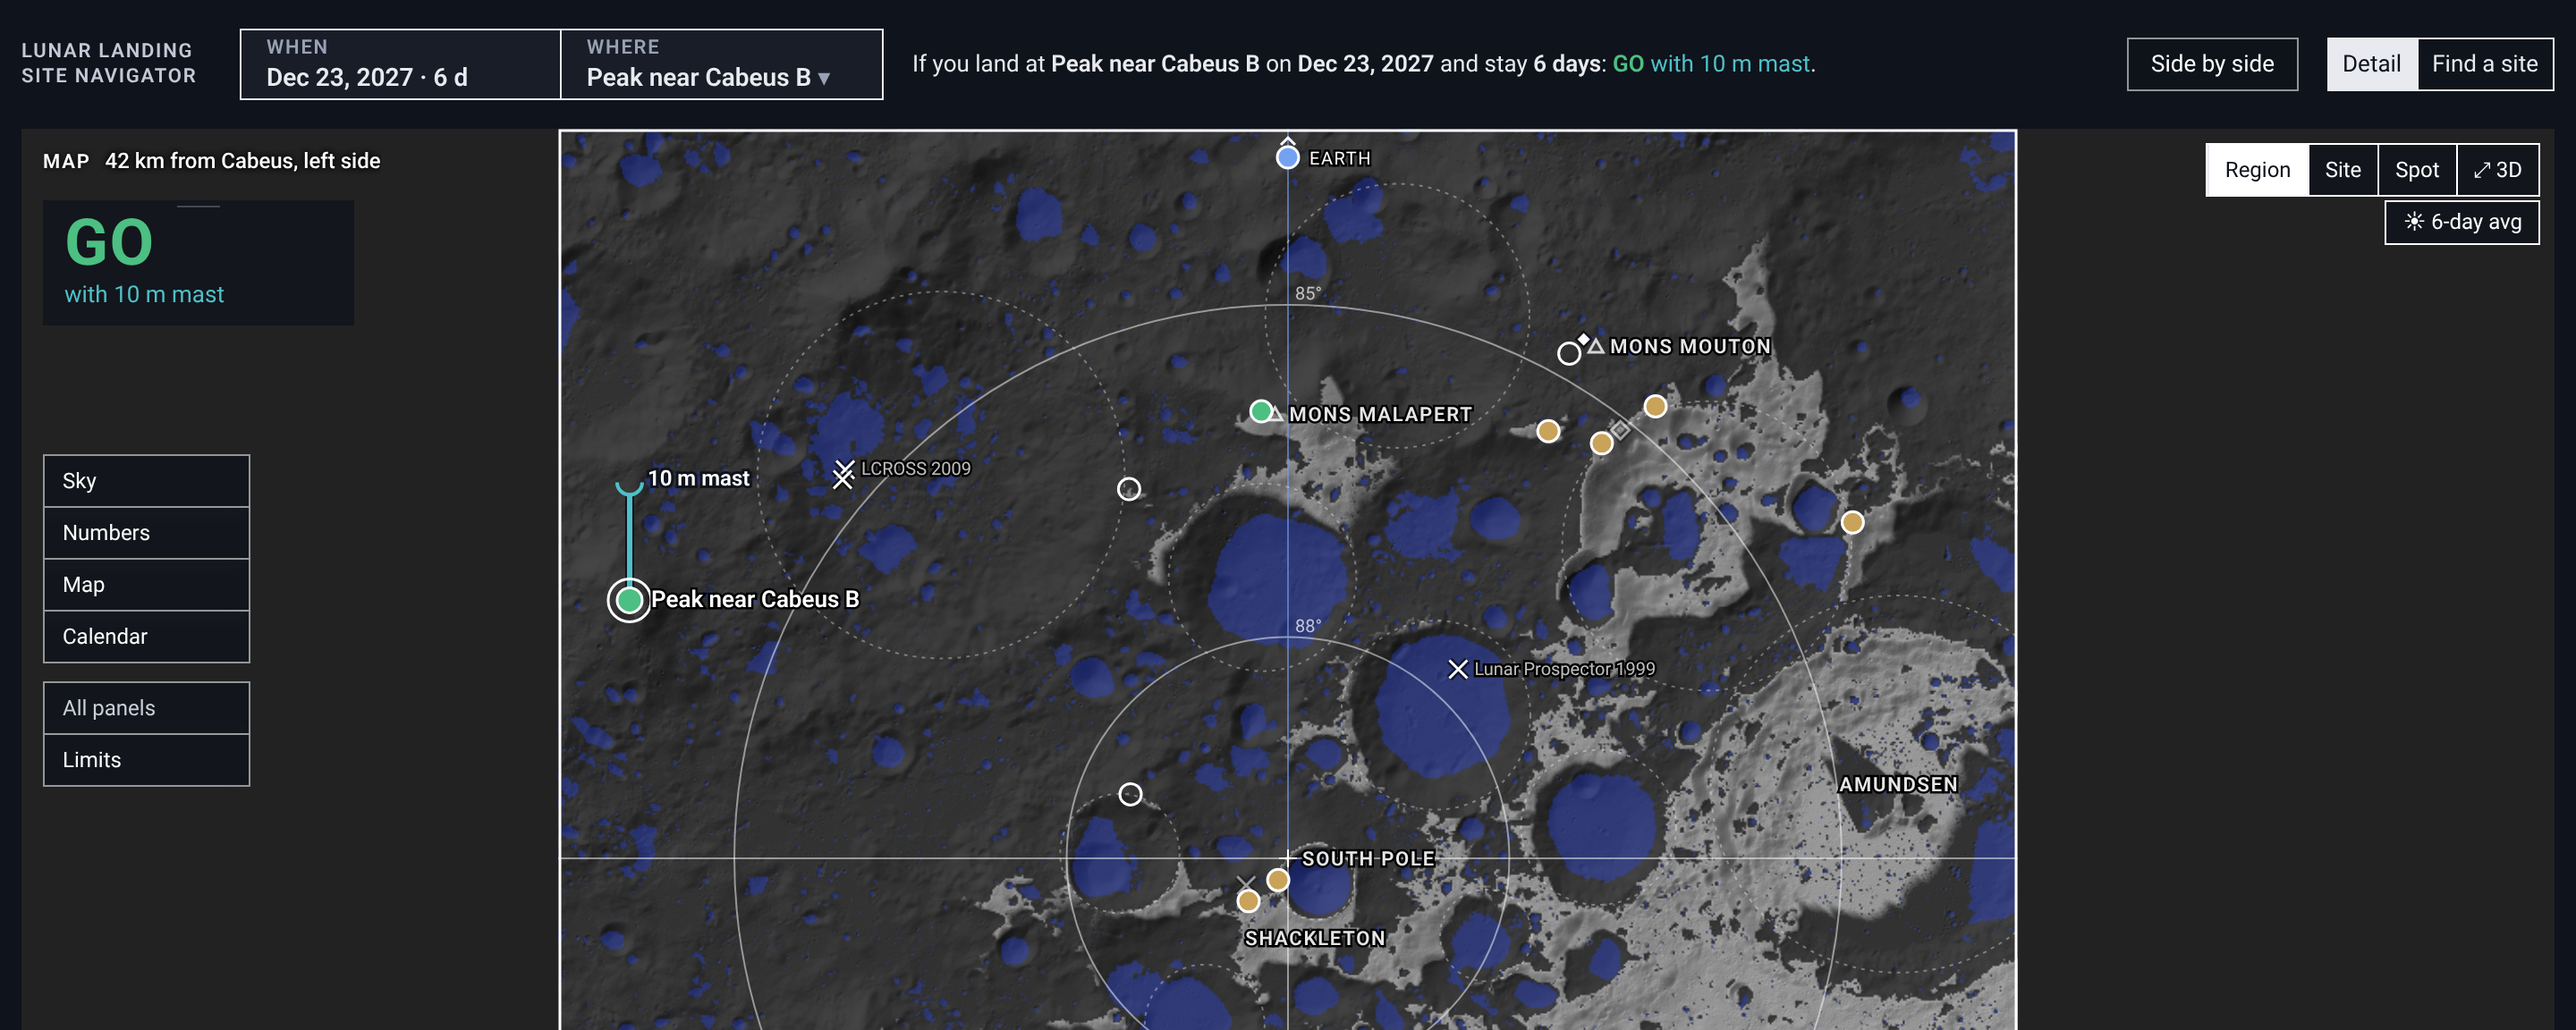 LUNAR LANDING
SITE NAVIGATOR
WHEN
Dec 23, 2027 · 6 d
WHERE
Peak near Cabeus B ▾
If you land at Peak near Cabeus B on Dec 23, 2027 and stay 6 days: GO with 10 m mast.
Side by side
Detail
Find a site
MAP 42 km from Cabeus, left side
GO
with 10 m mast
Sky
Numbers
Map
Calendar
All panels
Limits
Region
Site
Spot
⤢ 3D
☀ 6-day avg
EARTH
85°
MONS MOUTON
MONS MALAPERT
LCROSS 2009
10 m mast
Peak near Cabeus B
88°
Lunar Prospector 1999
AMUNDSEN
SOUTH POLE
SHACKLETON